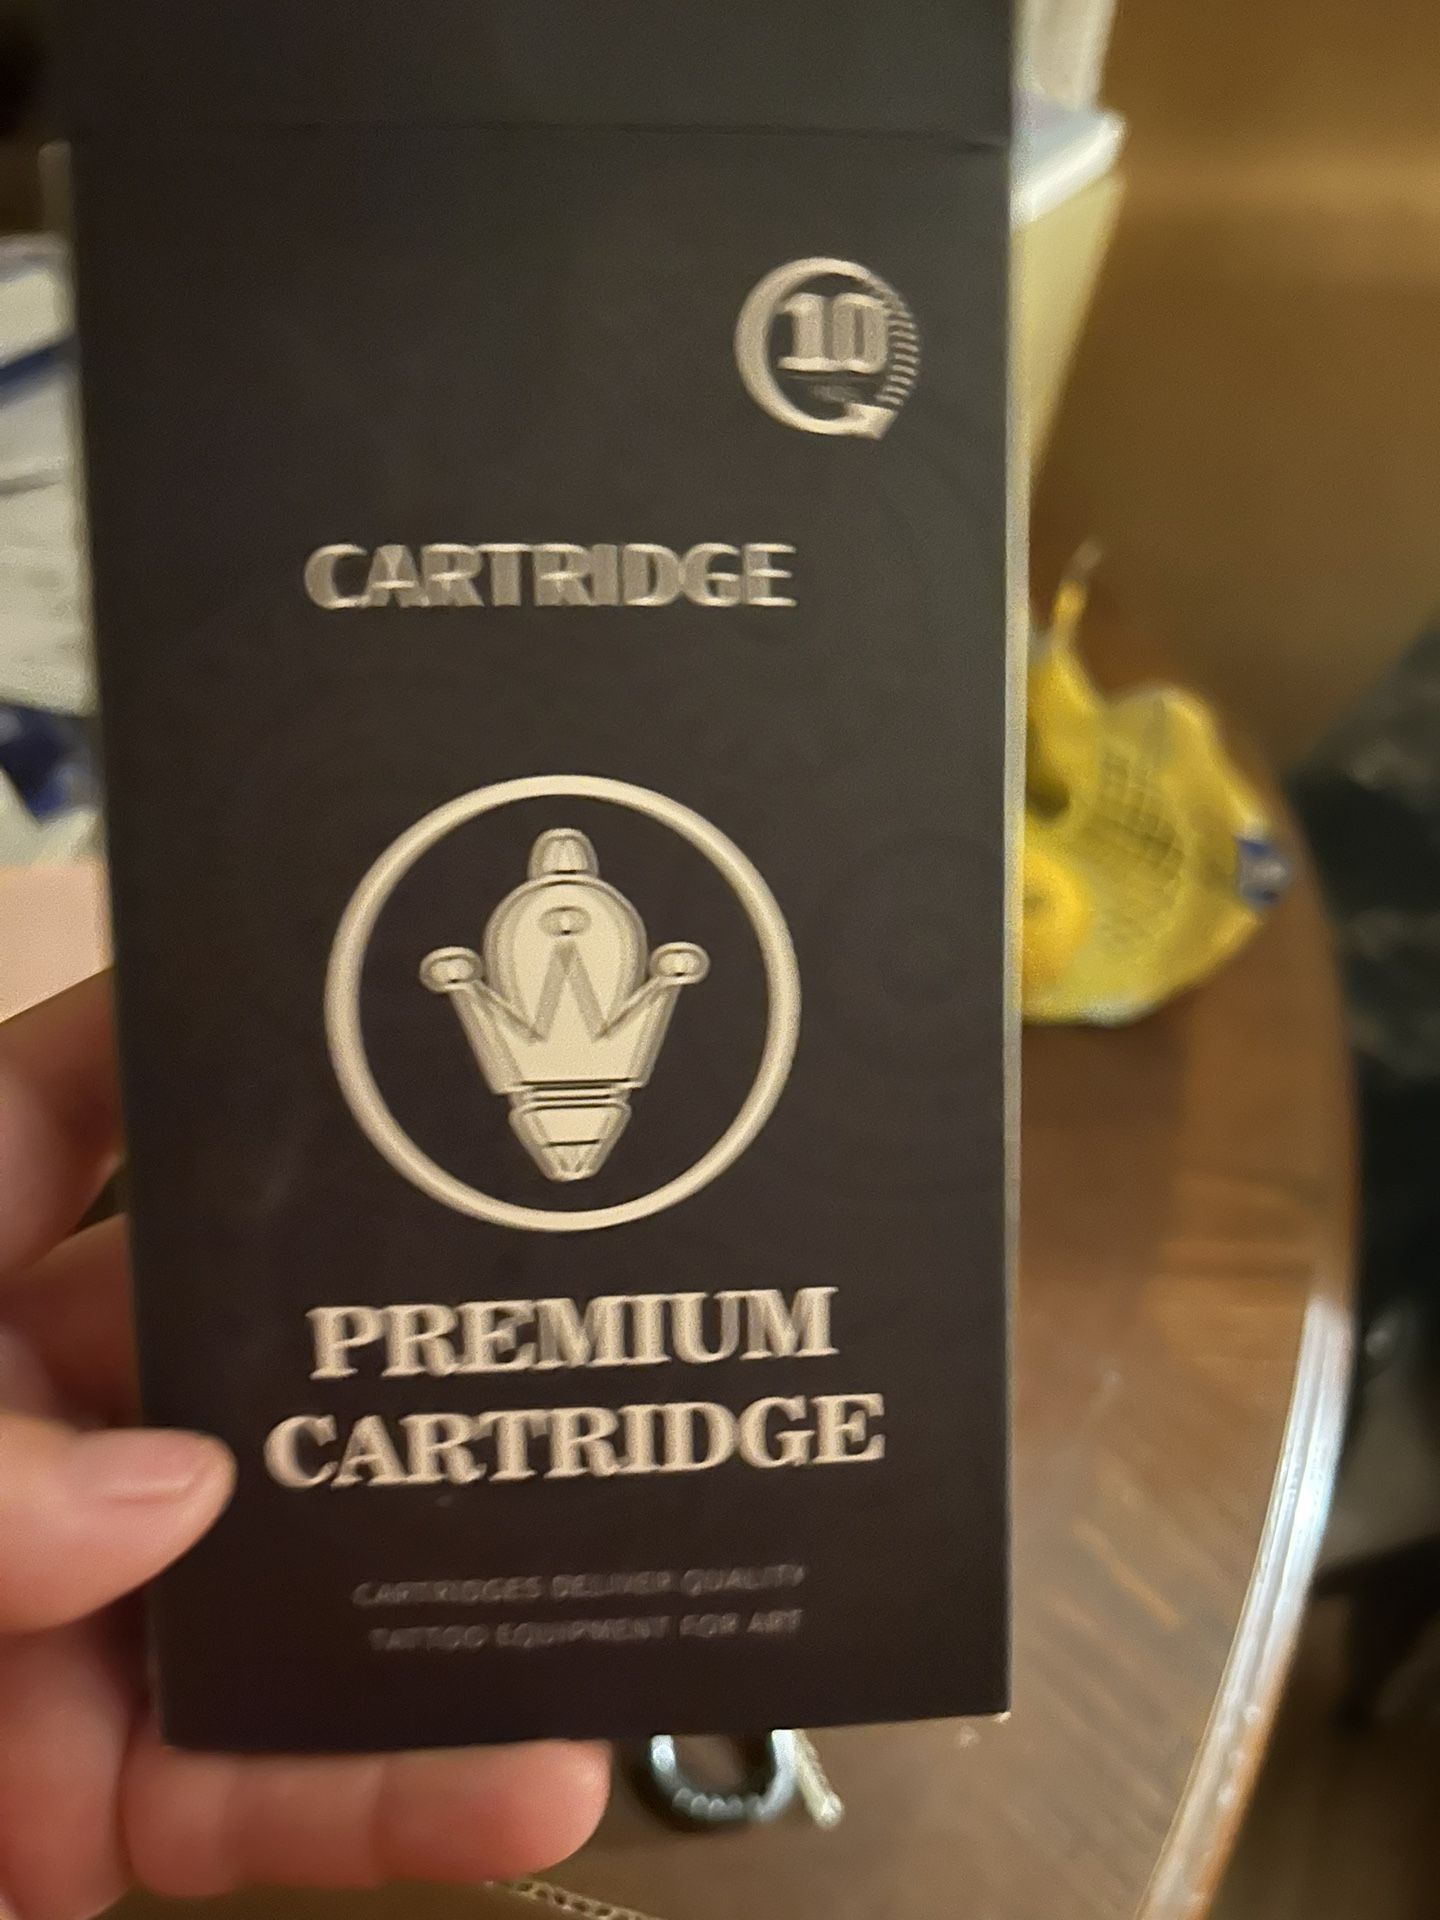 10
CARTRIDGE
PREMIUM
CARTRIDGE
CARTRIDGES DELIVER QUALITY
TATTOO EQUIPMENT FOR ART